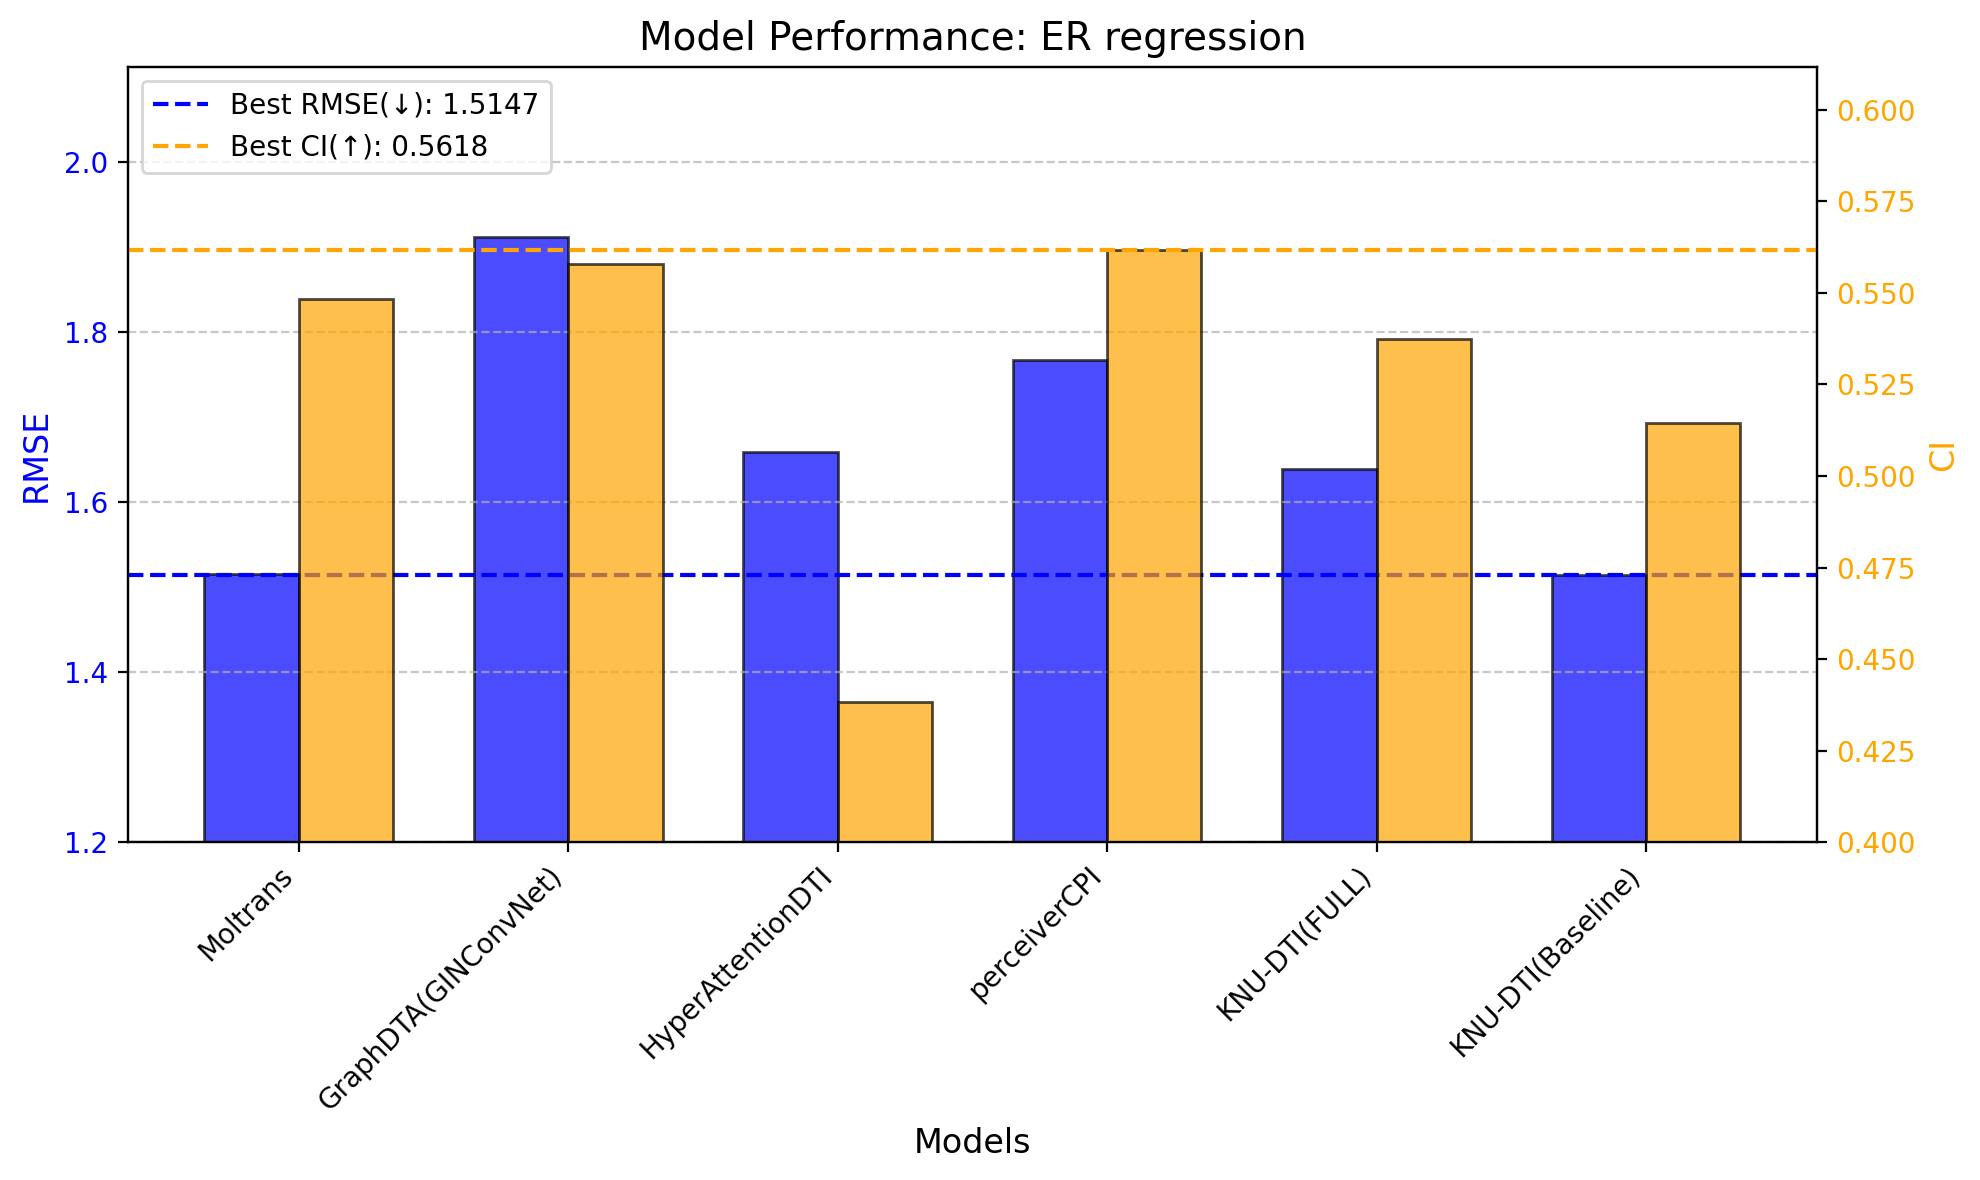 Model Performance: ER regression
Best RMSE(↓): 1.5147
Best CI(↑): 0.5618
RMSE
2.0
1.8
1.6
1.4
1.2
CI
0.600
0.575
0.550
0.525
0.500
0.475
0.450
0.425
0.400
Moltrans
GraphDTA(GINConvNet)
HyperAttentionDTI
perceiverCPI
KNU-DTI(FULL)
KNU-DTI(Baseline)
Models